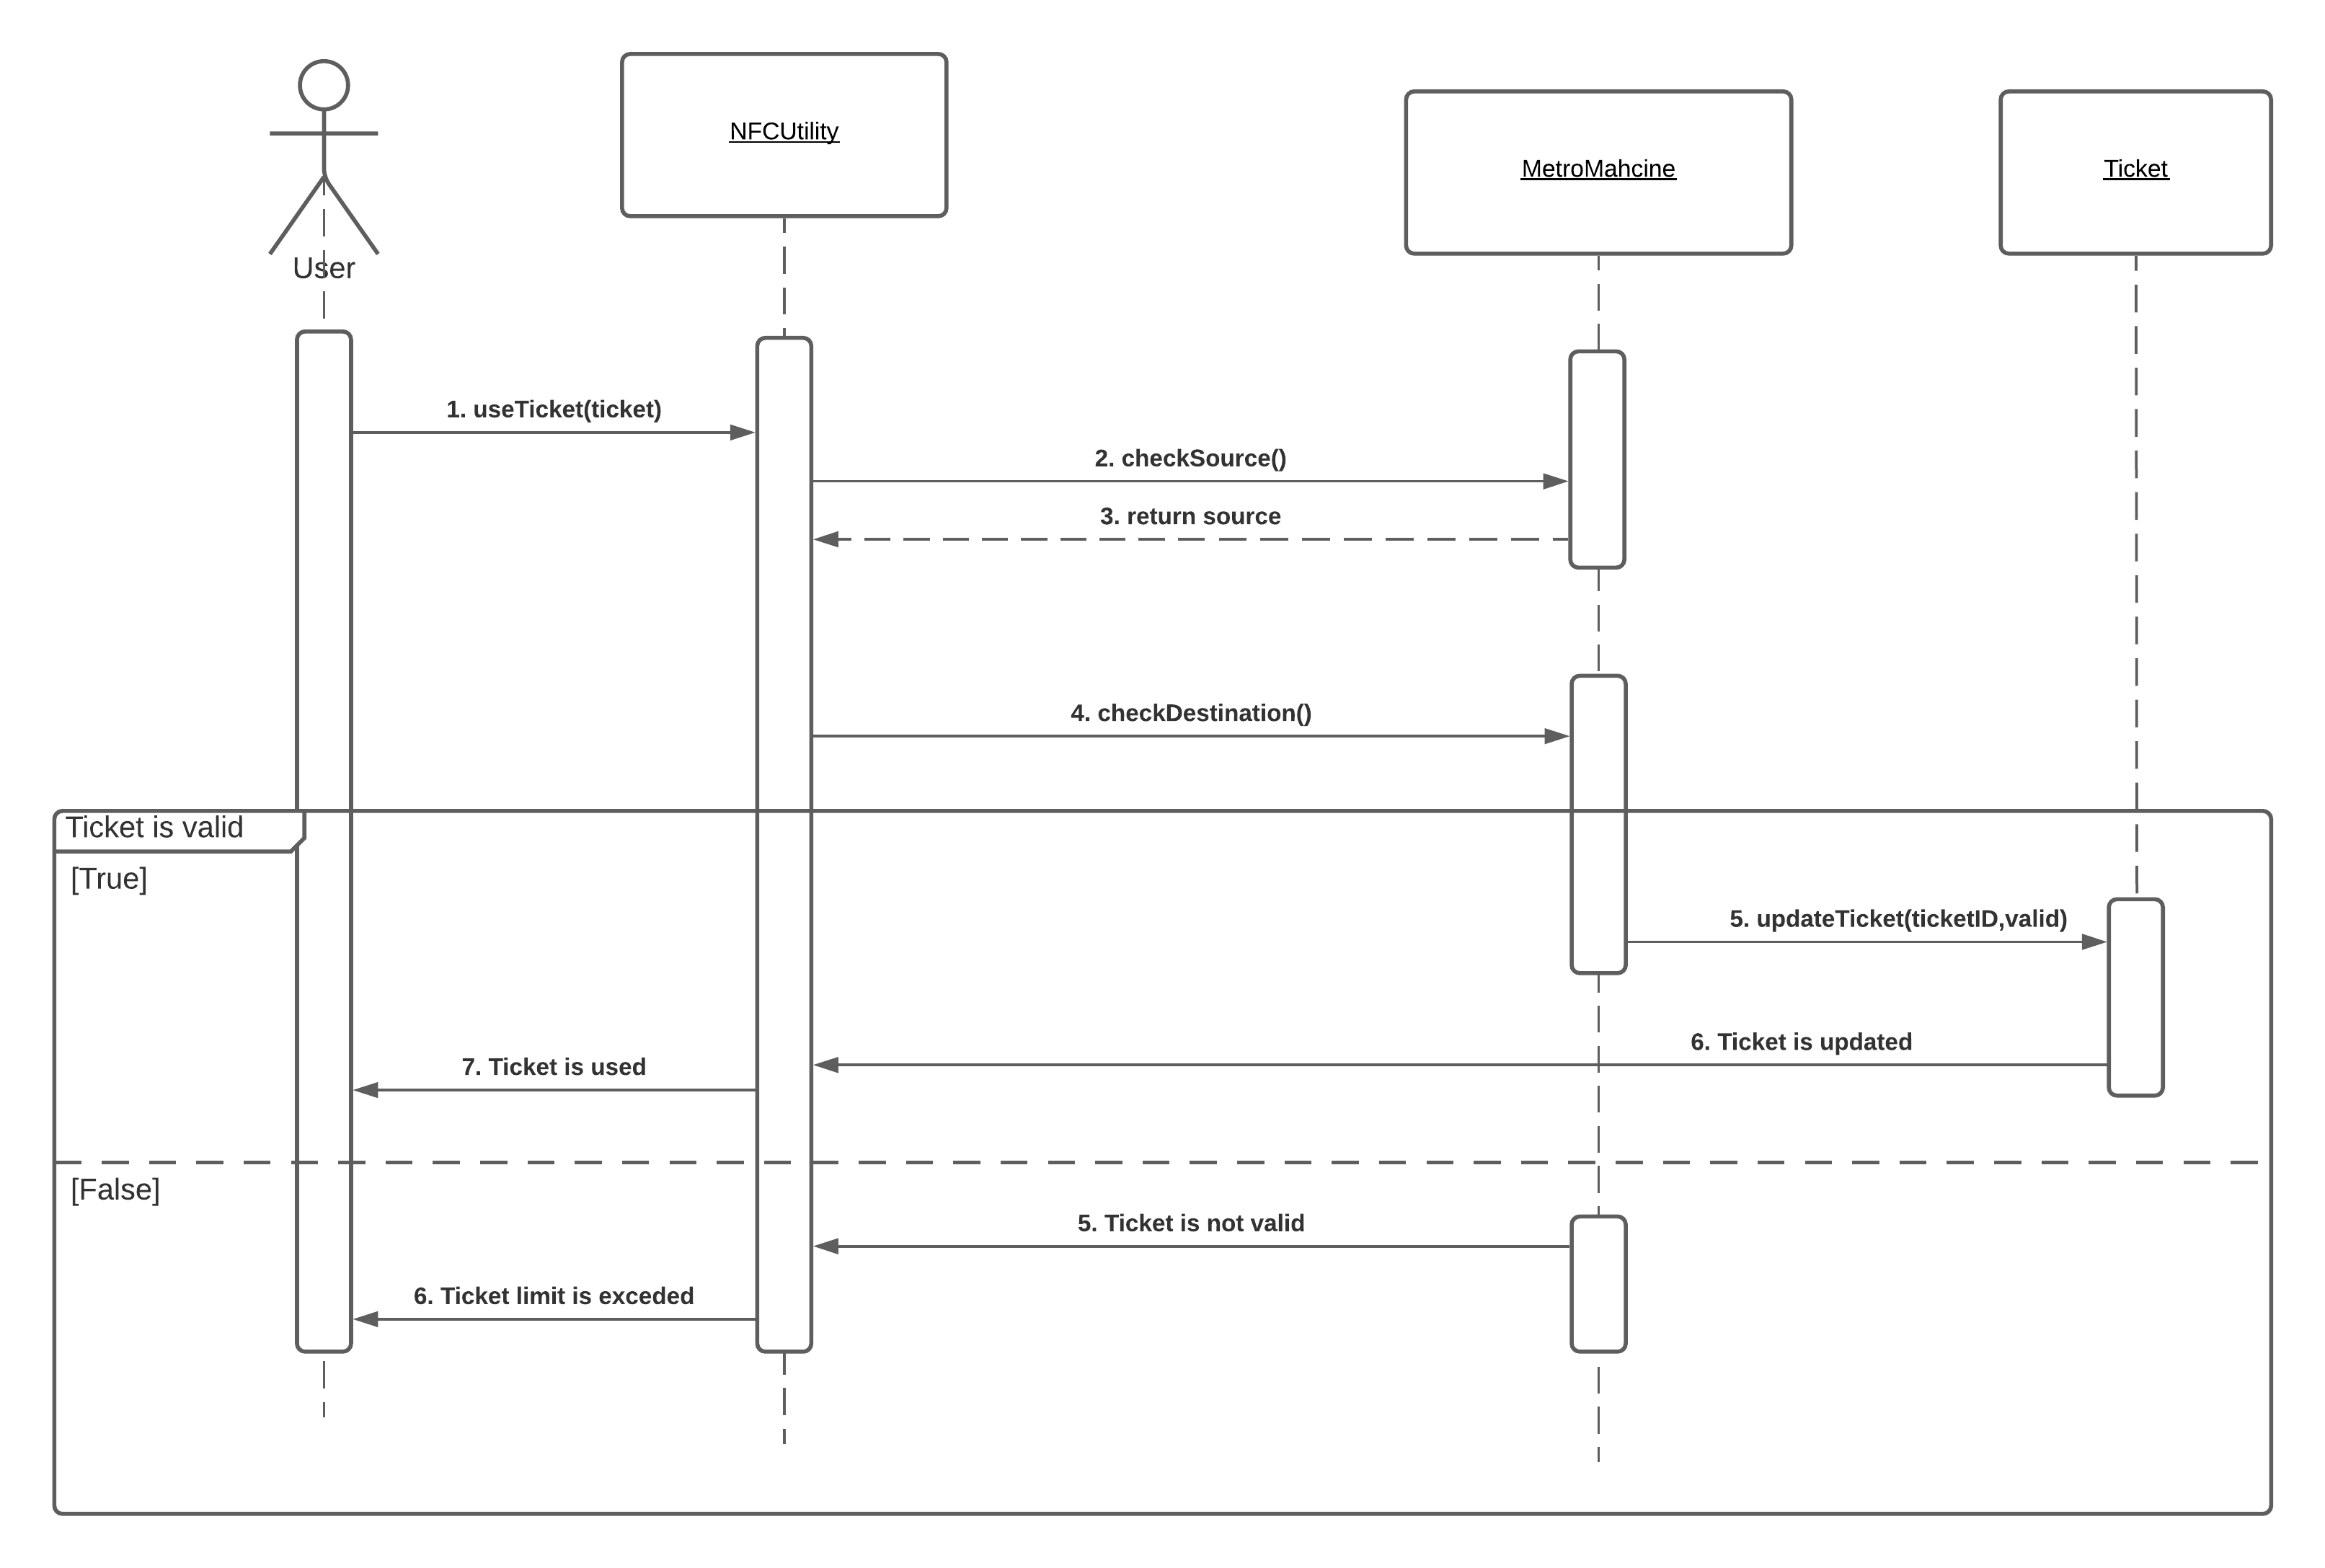 NFCUtility
MetroMahcine
Ticket
User
1. useTicket(ticket)
2. checkSource()
3. return source
4. checkDestination()
Ticket is valid
[True]
5. updateTicket(ticketID,valid)
6. Ticket is updated
7. Ticket is used
[False]
5. Ticket is not valid
6. Ticket limit is exceded